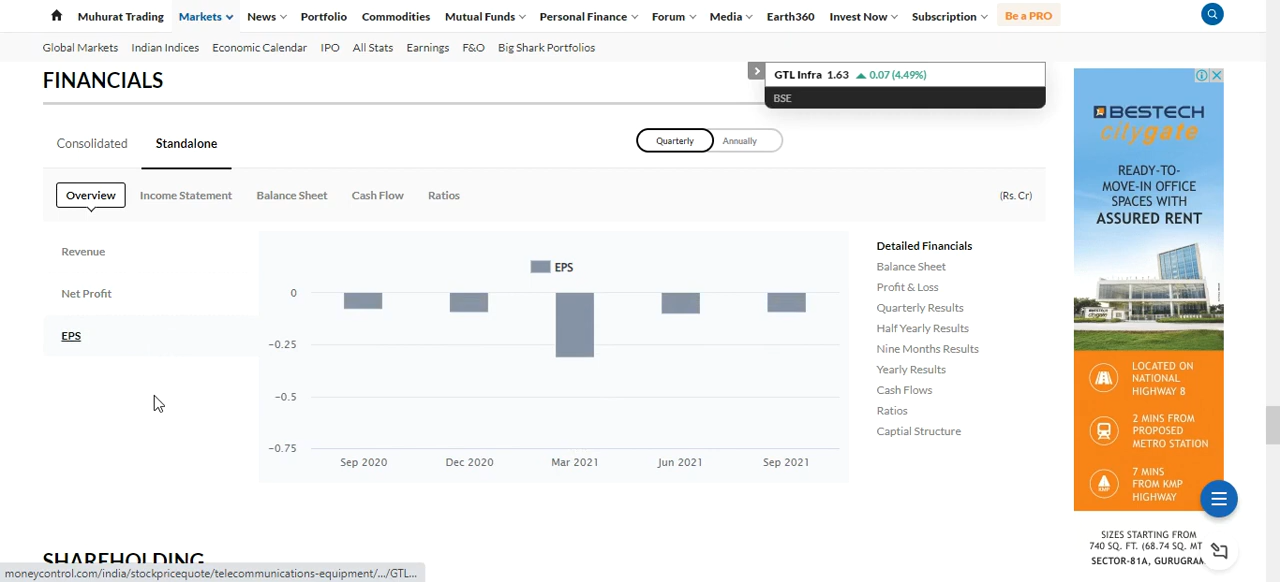 Muhurat Trading Markets News Portfolio Commodities Mutual Funds Personal Finance Forum Media Earth360 Invest Now Subscription Be a PRO
Global Markets Indian Indices Economic Calendar IPO All Stats Earnings F&O Big Shark Portfolios
FINANCIALS
GTL Infra 1.63 ▲ 0.07 (4.49%)
BSE
Consolidated Standalone
Quarterly Annually
Overview Income Statement Balance Sheet Cash Flow Ratios (Rs. Cr)
Revenue
Net Profit
EPS
EPS
0
-0.25
-0.5
-0.75
Sep 2020 Dec 2020 Mar 2021 Jun 2021 Sep 2021
Detailed Financials
Balance Sheet
Profit & Loss
Quarterly Results
Half Yearly Results
Nine Months Results
Yearly Results
Cash Flows
Ratios
Captial Structure
BESTECH
citygate
READY-TO-
MOVE-IN OFFICE
SPACES WITH
ASSURED RENT
LOCATED ON
NATIONAL
HIGHWAY 8
2 MINS FROM
PROPOSED
METRO STATION
7 MINS
FROM KMP
HIGHWAY
KMP
SIZES STARTING FROM
740 SQ. FT. (68.74 SQ. MT
SECTOR-81A, GURUGRAM
SHAREHOLDING
moneycontrol.com/india/stockpricequote/telecommunications-equipment/.../GTL...